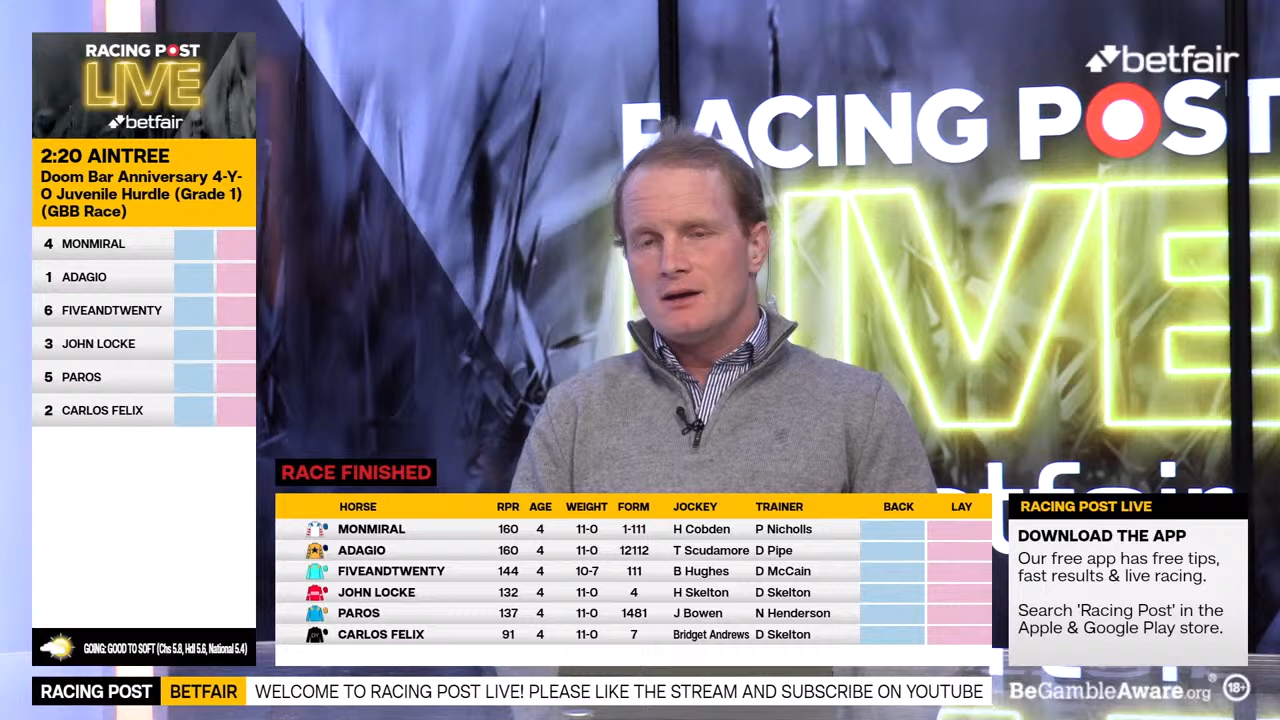 RACING POST
LIVE
betfair
2:20 AINTREE
Doom Bar Anniversary 4-Y-
O Juvenile Hurdle (Grade 1)
(GBB Race)
4 MONMIRAL
1 ADAGIO
6 FIVEANDTWENTY
3 JOHN LOCKE
5 PAROS
2 CARLOS FELIX
GOING: GOOD TO SOFT (Chs 5.8, Hdl 5.6, National 5.4)
betfair
RACING POST
LIVE
betfair
RACE FINISHED
HORSE RPR AGE WEIGHT FORM JOCKEY TRAINER BACK LAY
MONMIRAL 160 4 11-0 1-111 H Cobden P Nicholls
ADAGIO 160 4 11-0 12112 T Scudamore D Pipe
FIVEANDTWENTY 144 4 10-7 111 B Hughes D McCain
JOHN LOCKE 132 4 11-0 4 H Skelton D Skelton
PAROS 137 4 11-0 1481 J Bowen N Henderson
CARLOS FELIX 91 4 11-0 7 Bridget Andrews D Skelton
RACING POST LIVE
DOWNLOAD THE APP
Our free app has free tips,
fast results & live racing.
Search 'Racing Post' in the
Apple & Google Play store.
RACING POST BETFAIR WELCOME TO RACING POST LIVE! PLEASE LIKE THE STREAM AND SUBSCRIBE ON YOUTUBE
BeGambleAware.org® 18+